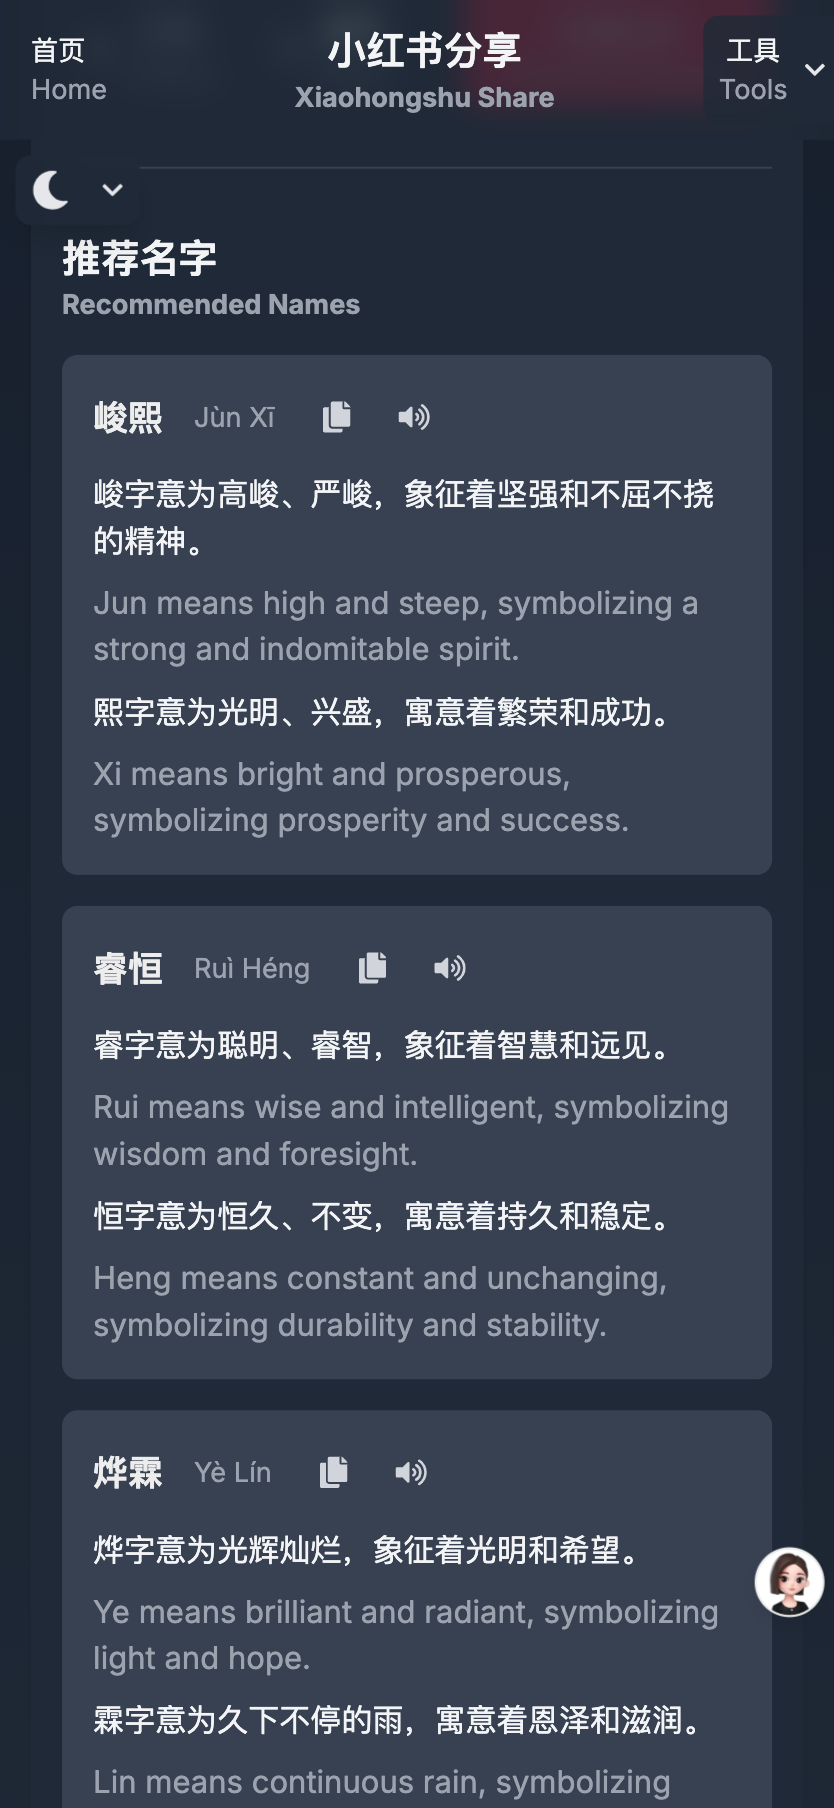 首页
Home
小红书分享
Xiaohongshu Share
工具
Tools
推荐名字
Recommended Names
峻熙 Jùn Xī
峻字意为高峻、严峻，象征着坚强和不屈不挠
的精神。
Jun means high and steep, symbolizing a
strong and indomitable spirit.
熙字意为光明、兴盛，寓意着繁荣和成功。
Xi means bright and prosperous,
symbolizing prosperity and success.
睿恒 Ruì Héng
睿字意为聪明、睿智，象征着智慧和远见。
Rui means wise and intelligent, symbolizing
wisdom and foresight.
恒字意为恒久、不变，寓意着持久和稳定。
Heng means constant and unchanging,
symbolizing durability and stability.
烨霖 Yè Lín
烨字意为光辉灿烂，象征着光明和希望。
Ye means brilliant and radiant, symbolizing
light and hope.
霖字意为久下不停的雨，寓意着恩泽和滋润。
Lin means continuous rain, symbolizing